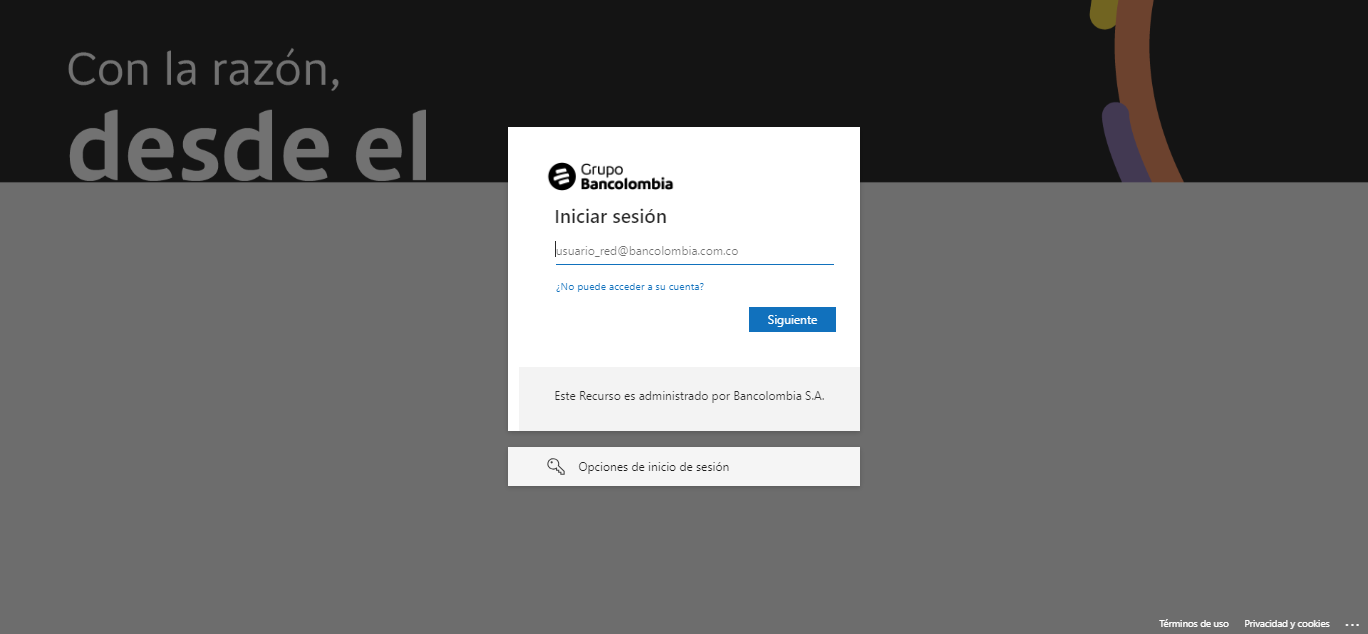 Con la razón,
desde el
Grupo
Bancolombia
Iniciar sesión
usuario_red@bancolombia.com.co
¿No puede acceder a su cuenta?
Siguiente
Este Recurso es administrado por Bancolombia S.A.
Opciones de inicio de sesión
Términos de uso Privacidad y cookies ...